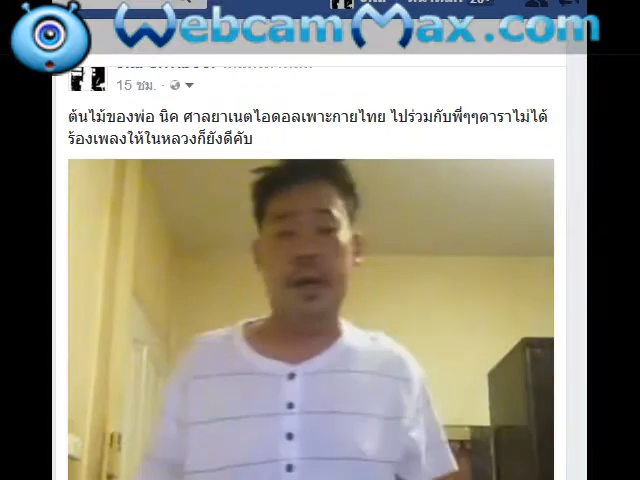 WebcamMax.com
15 ชม.
ต้นไม้ของพ่อ นิค ศาลยาเนตไอดอลเพาะกายไทย ไปร่วมกับพี่ๆๆดาราไม่ได้
ร้องเพลงให้ในหลวงก็ยังดีคับ